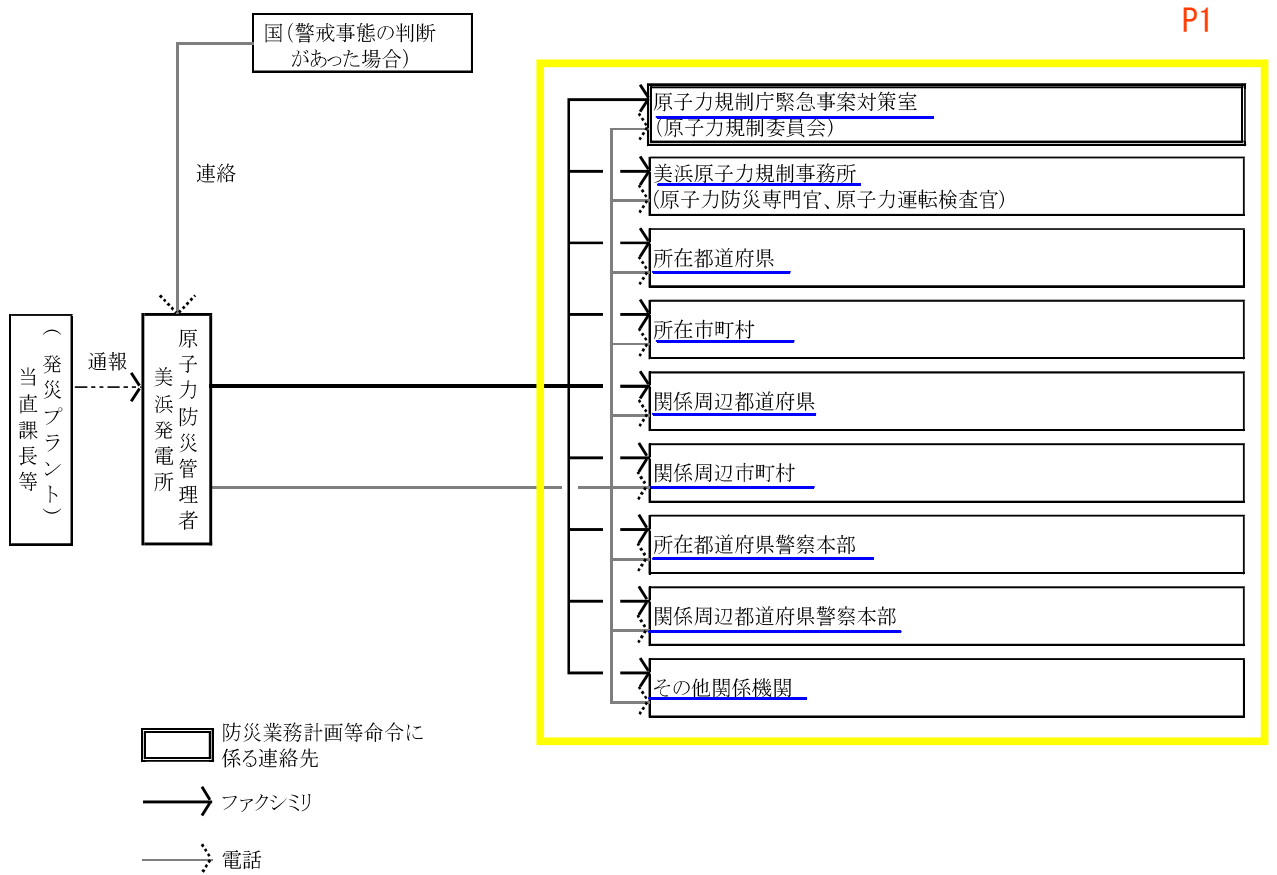 P1
国（警戒事態の判断
があった場合）
連絡
原子力規制庁緊急事案対策室
（原子力規制委員会）
美浜原子力規制事務所
（原子力防災専門官、原子力運転検査官）
所在都道府県
所在市町村
関係周辺都道府県
関係周辺市町村
所在都道府県警察本部
関係周辺都道府県警察本部
その他関係機関
（発災プラント）
当直課長等
通報
原子力防災管理者
美浜発電所
防災業務計画等命令に
係る連絡先
ファクシミリ
電話